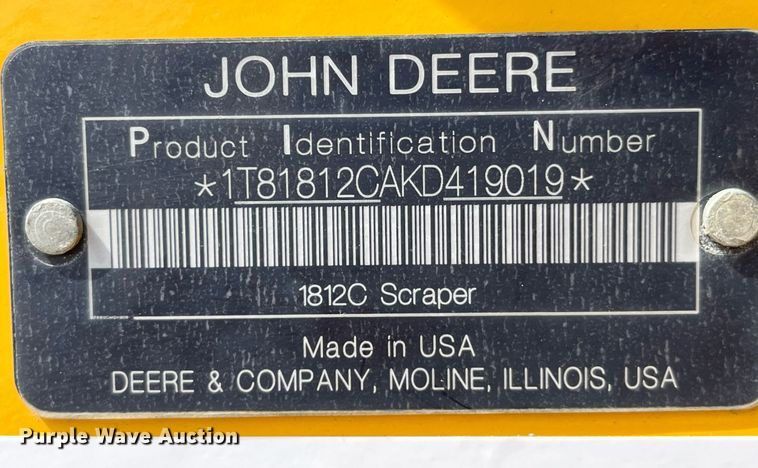 JOHN DEERE
Product Identification Number
*1T81812CAKD419019*
1812C Scraper
Made in USA
DEERE & COMPANY, MOLINE, ILLINOIS, USA
Purple Wave Auction